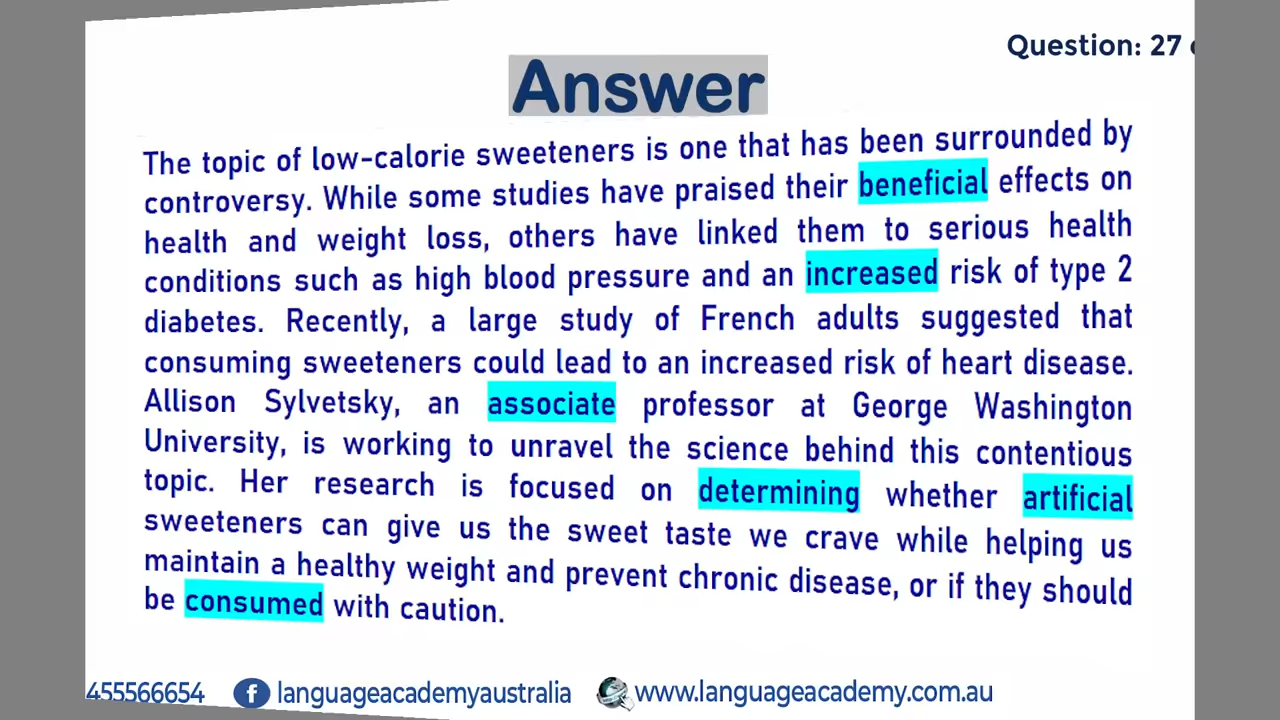 Question: 27
Answer
The topic of low-calorie sweeteners is one that has been surrounded by
controversy. While some studies have praised their beneficial effects on
health and weight loss, others have linked them to serious health
conditions such as high blood pressure and an increased risk of type 2
diabetes. Recently, a large study of French adults suggested that
consuming sweeteners could lead to an increased risk of heart disease.
Allison Sylvetsky, an associate professor at George Washington
University, is working to unravel the science behind this contentious
topic. Her research is focused on determining whether artificial
sweeteners can give us the sweet taste we crave while helping us
maintain a healthy weight and prevent chronic disease, or if they should
be consumed with caution.
455566654 languageacademyaustralia www.languageacademy.com.au